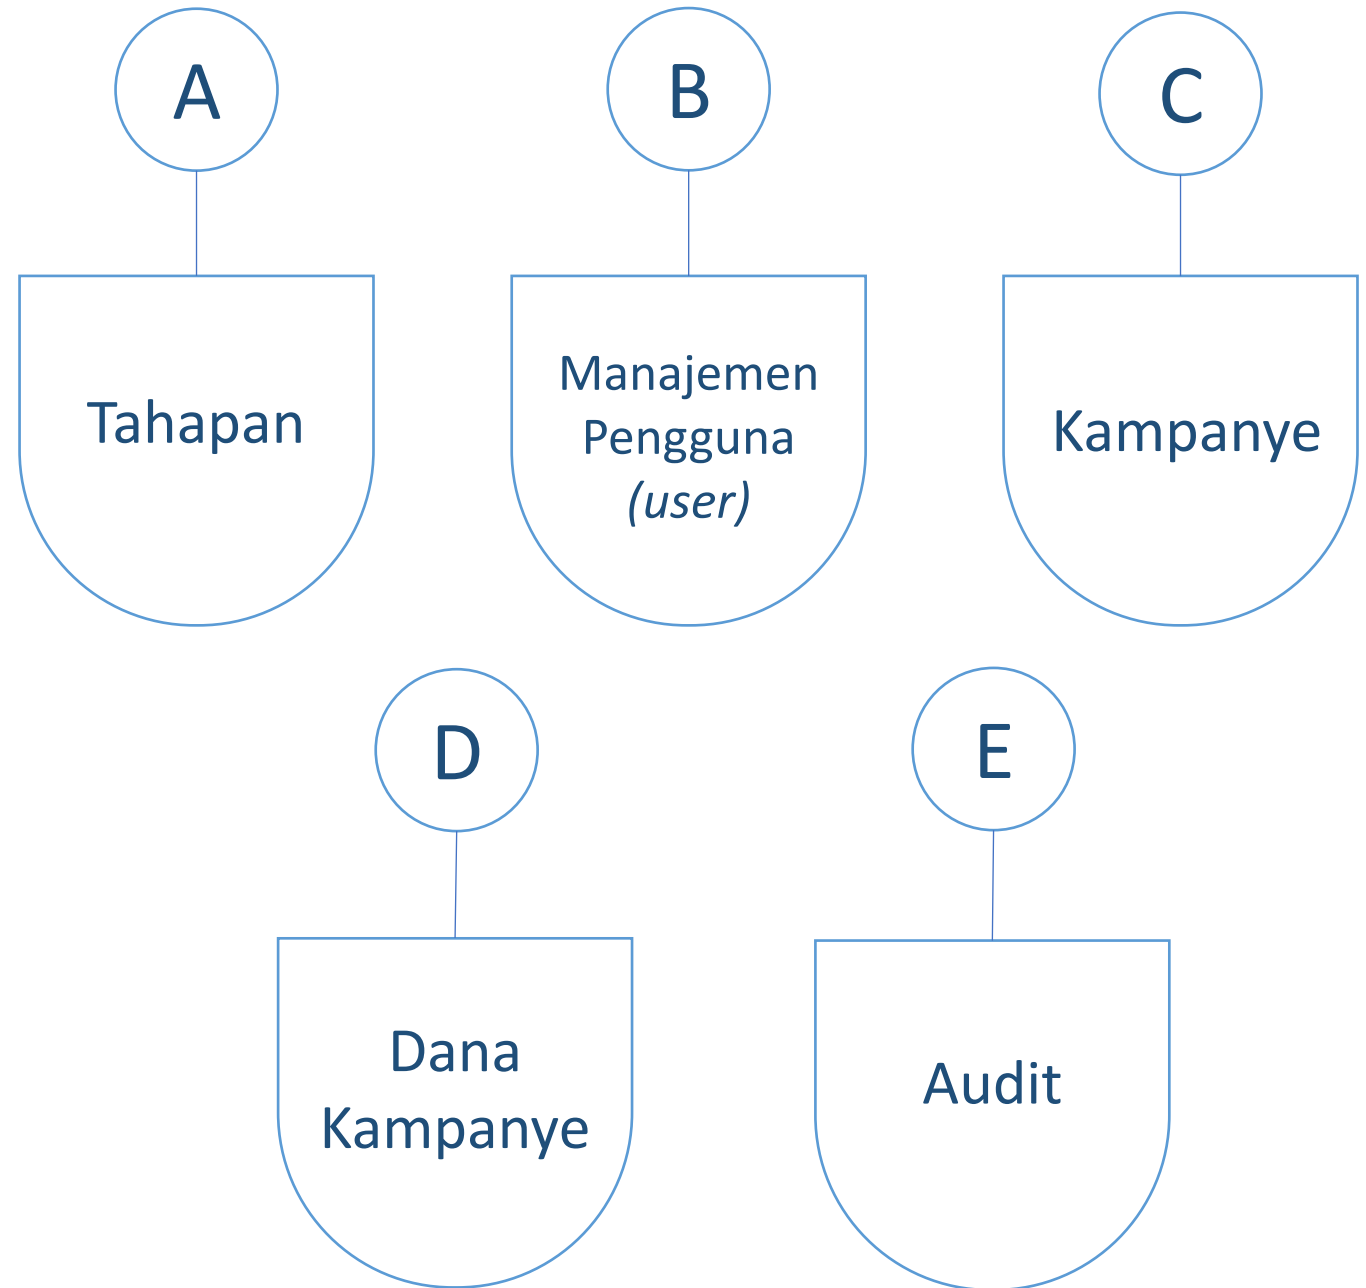 A
Tahapan
B
Manajemen
Pengguna
(user)
C
Kampanye
D
Dana
Kampanye
E
Audit